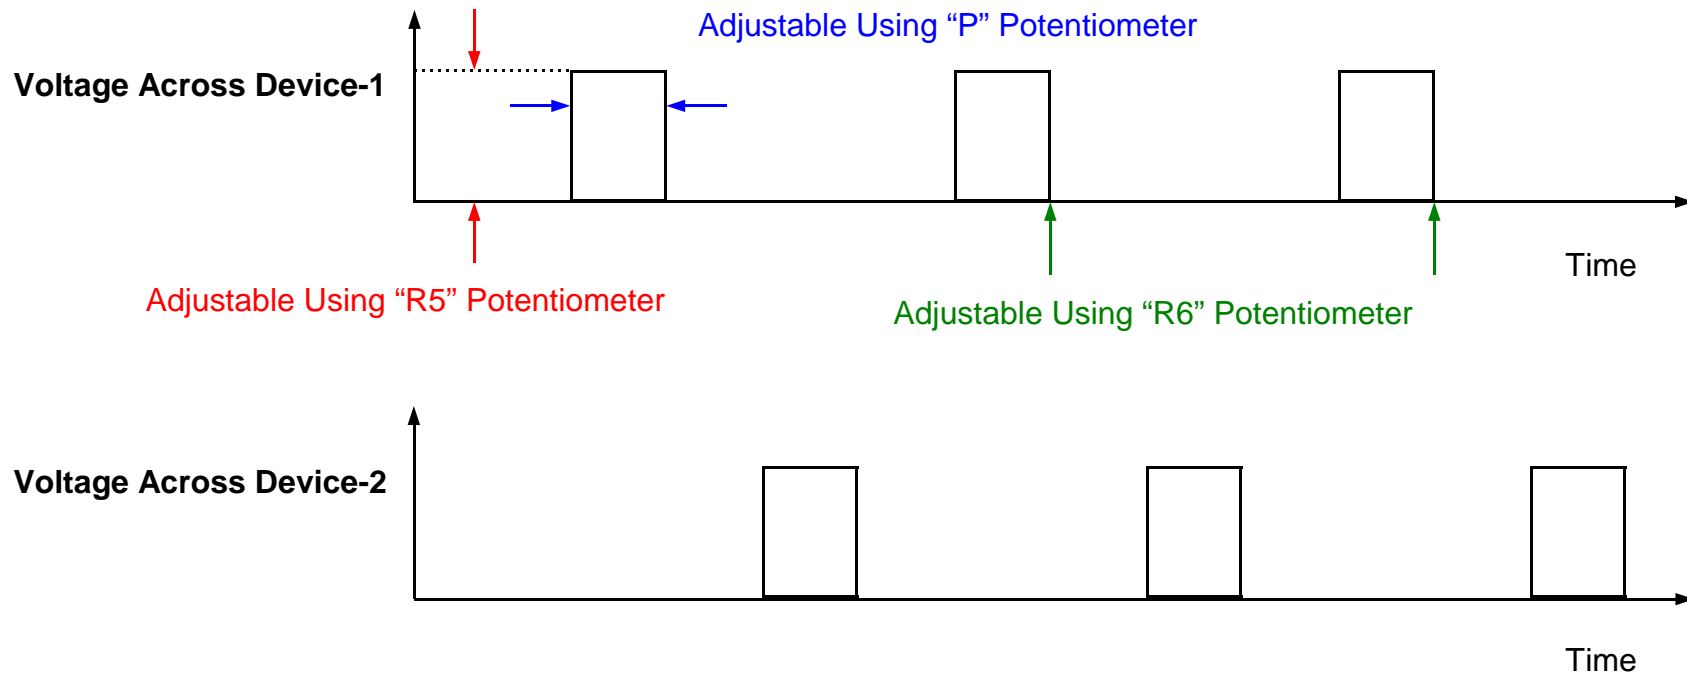 Adjustable Using “P” Potentiometer
Voltage Across Device-1
Time
Adjustable Using “R5” Potentiometer
Adjustable Using “R6” Potentiometer
Voltage Across Device-2
Time